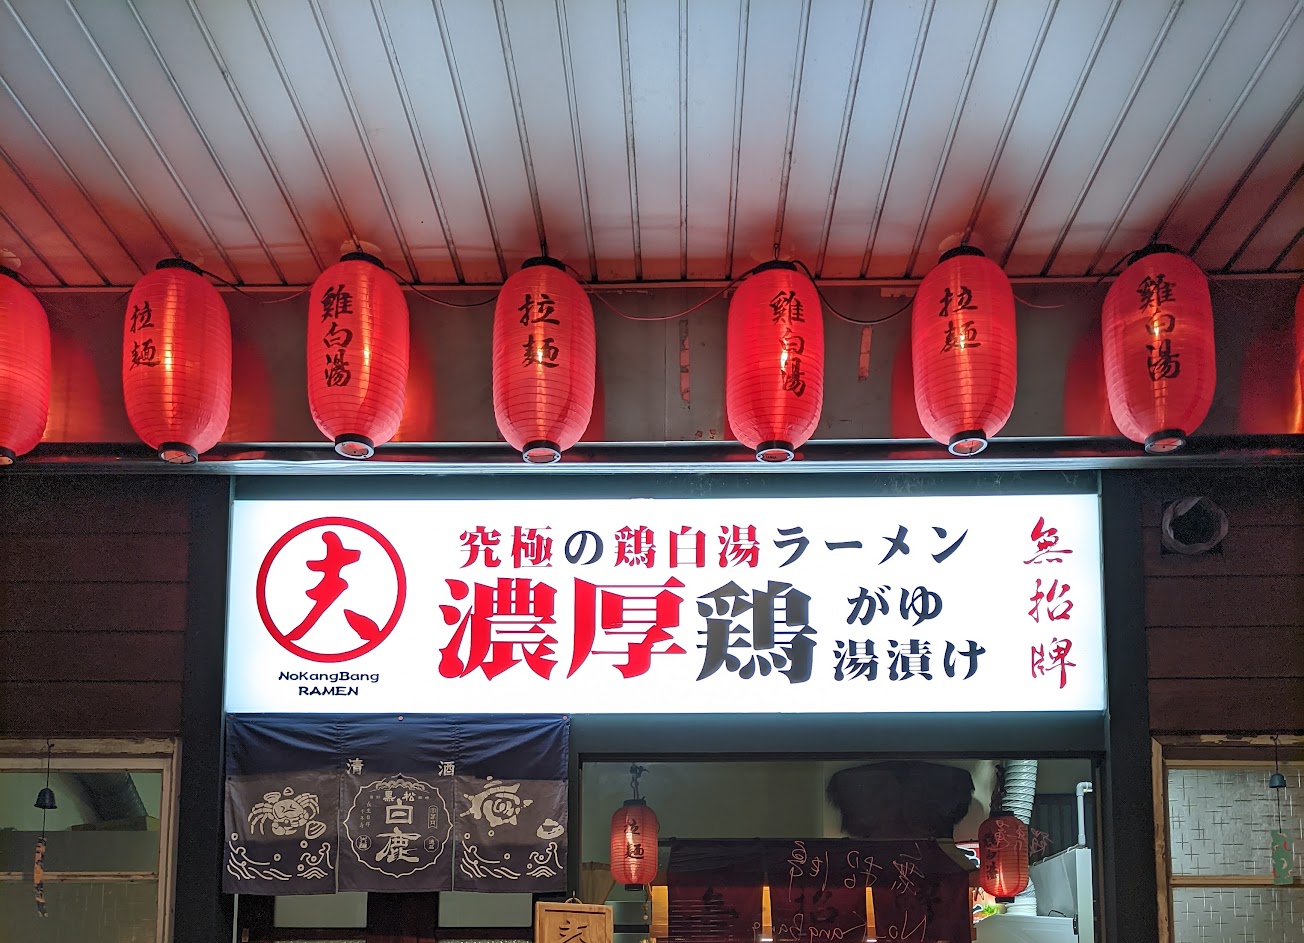 拉麵
雞白湯
拉麵
雞白湯
拉麵
雞白湯
夫
NoKangBang
RAMEN
究極の鶏白湯ラーメン
濃厚鶏
がゆ
湯漬け
無招牌
清酒
黒松
白鹿
拉麵